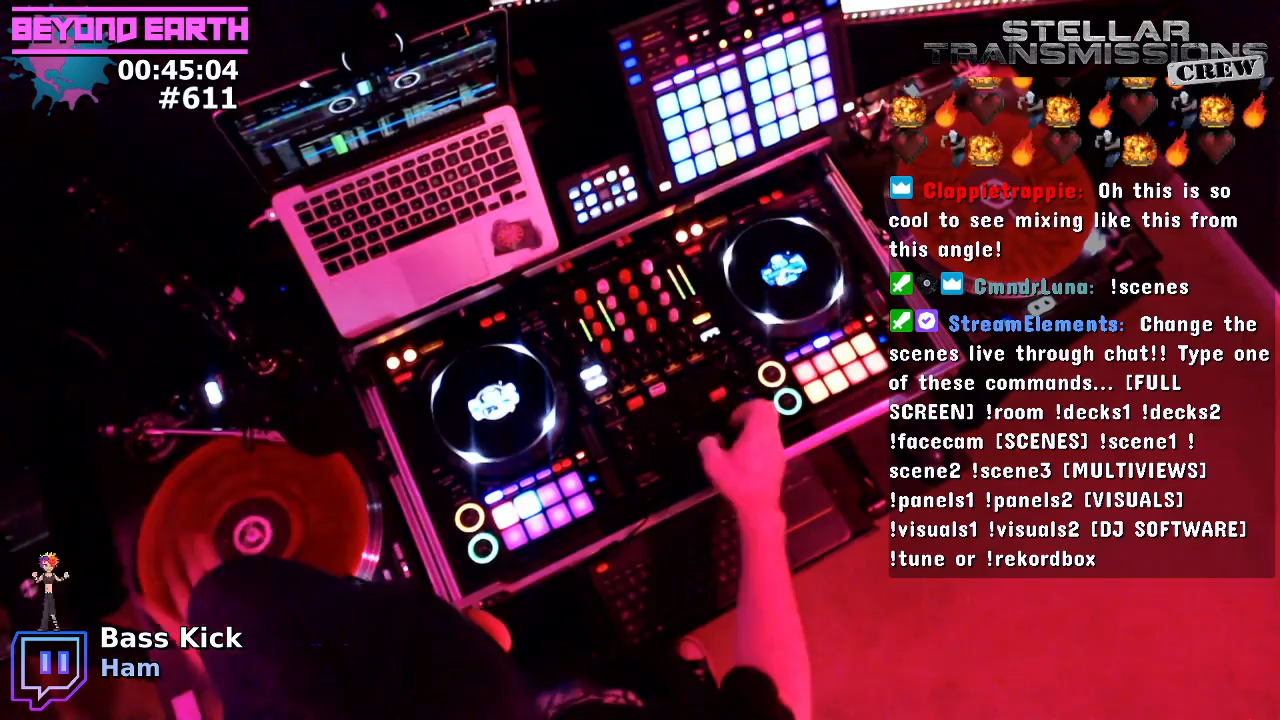 BEYOND EARTH
00:45:04
#611
STELLAR
TRANSMISSIONS
CREW
Clappietrappie: Oh this is so
cool to see mixing like this from
this angle!
CmndrLuna: !scenes
StreamElements: Change the
scenes live through chat!! Type one
of these commands... [FULL
SCREEN] !room !decks1 !decks2
!facecam [SCENES] !scene1 !
scene2 !scene3 [MULTIVIEWS]
!panels1 !panels2 [VISUALS]
!visuals1 !visuals2 [DJ SOFTWARE]
!tune or !rekordbox
Bass Kick
Ham